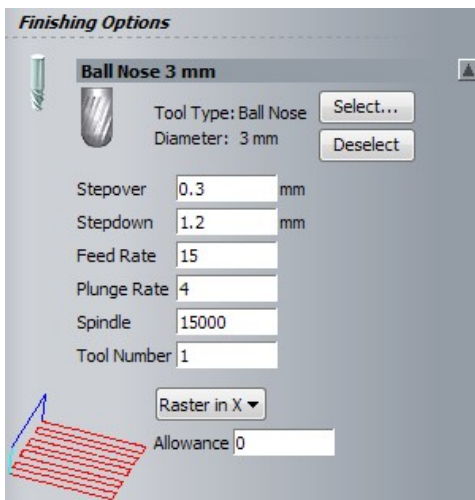 Finishing Options
Ball Nose 3 mm
Tool Type: Ball Nose
Select...
Diameter: 3 mm
Deselect
Stepover 0.3 mm
Stepdown 1.2 mm
Feed Rate 15
Plunge Rate 4
Spindle 15000
Tool Number 1
Raster in X
Allowance 0